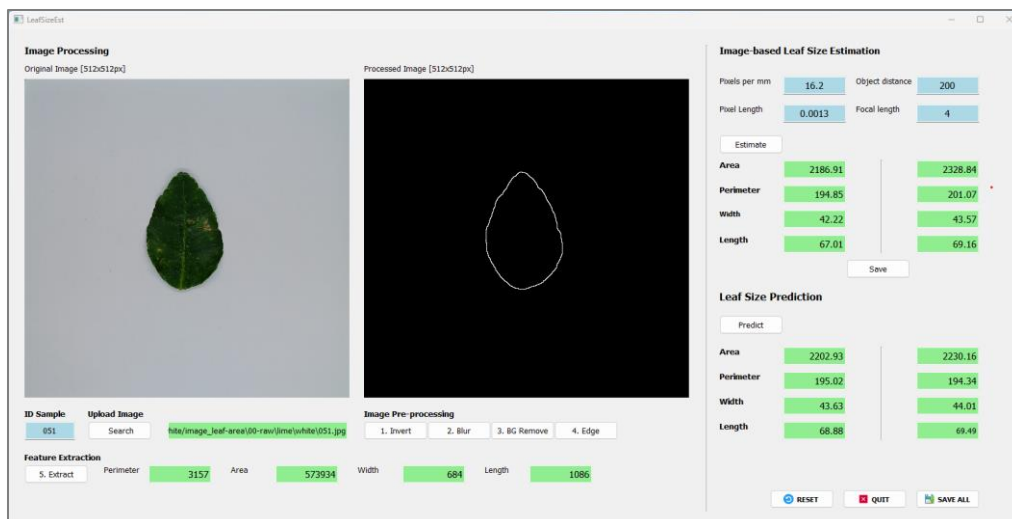 LeafSizeExt
Image Processing
Original Image [512x512px]
Processed Image [512x512px]
ID Sample
Upload Image
051
Search
hite/image_leaf-area\00-raw\lime\white\051.jpg
Image Pre-processing
1. Invert
2. Blur
3. BG Remove
4. Edge
Feature Extraction
5. Extract
Perimeter
3157
Area
573934
Width
684
Length
1086
Image-based Leaf Size Estimation
Pixels per mm
16.2
Object distance
200
Pixel Length
0.0013
Focal length
4
Estimate
Area
2186.91
2328.84
Perimeter
194.85
201.07
Width
42.22
43.57
Length
67.01
69.16
Save
Leaf Size Prediction
Predict
Area
2202.93
2230.16
Perimeter
195.02
194.34
Width
43.63
44.01
Length
68.88
69.49
RESET
QUIT
SAVE ALL